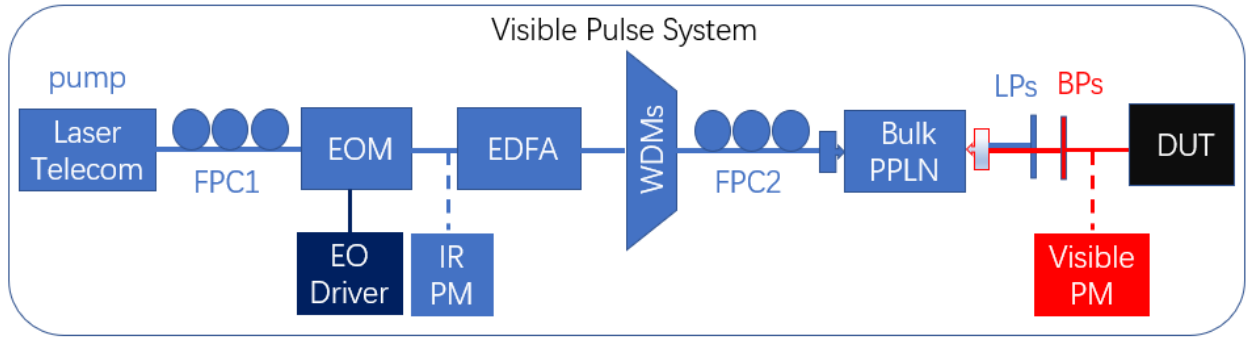 Visible Pulse System
pump
Laser
Telecom
FPC1
EOM
EO
Driver
IR
PM
EDFA
WDMs
FPC2
Bulk
PPLN
LPs
BPs
Visible
PM
DUT